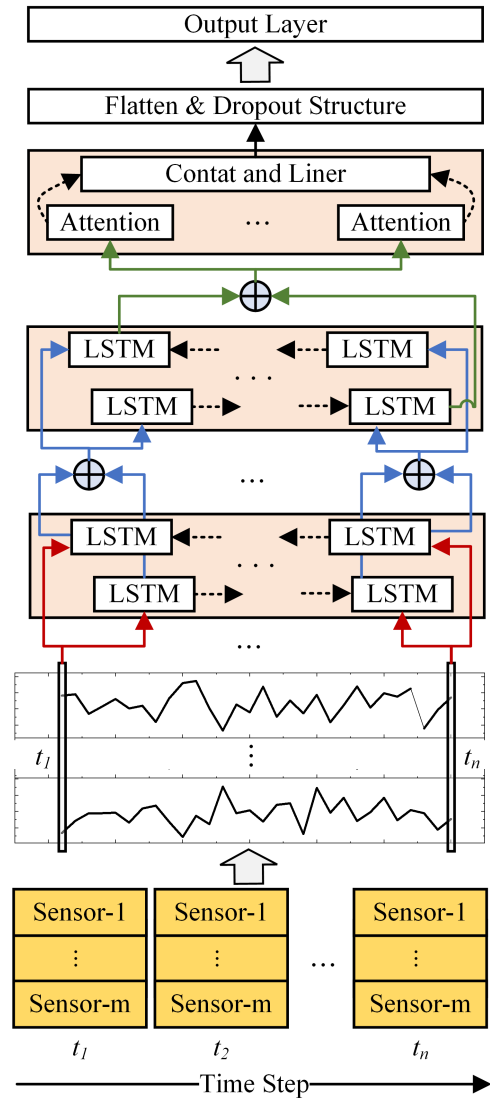 Output Layer
Flatten & Dropout Structure
Contat and Liner
Attention ... Attention
LSTM LSTM
. . .
LSTM LSTM
...
LSTM LSTM
. . .
LSTM LSTM
...
t1 ⋮ tn
Sensor-1 Sensor-1 Sensor-1
⋮ ⋮ ... ⋮
Sensor-m Sensor-m Sensor-m
t1 t2 tn
Time Step